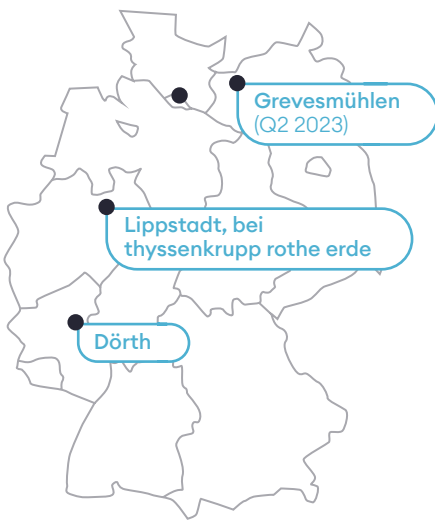 Grevesmühlen
(Q2 2023)
Lippstadt, bei
thyssenkrupp rothe erde
Dörth